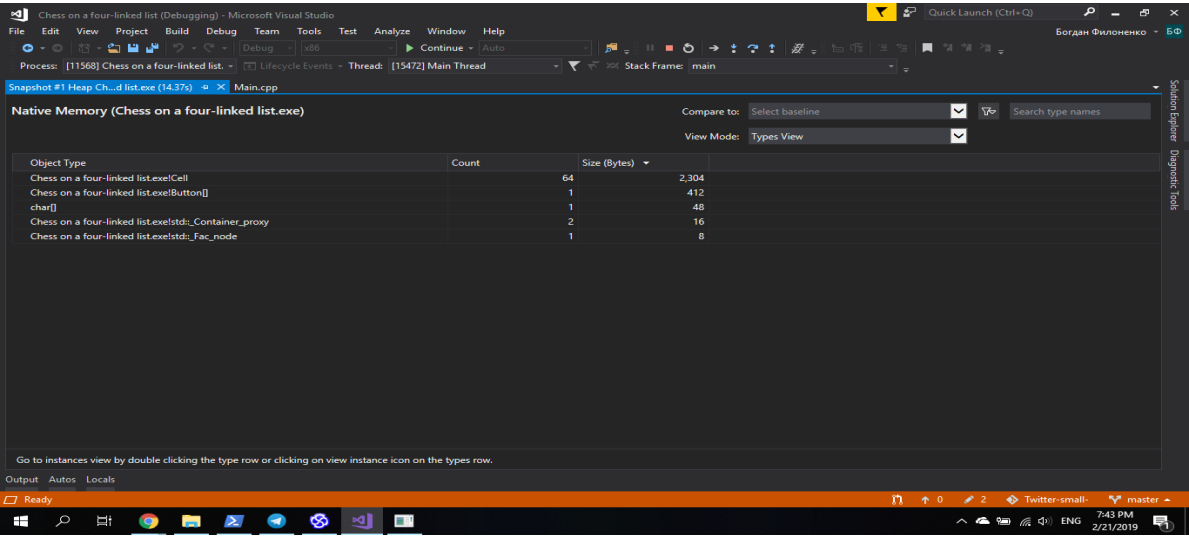 Chess on a four-linked list (Debugging) - Microsoft Visual Studio
Quick Launch (Ctrl+Q)
File Edit View Project Build Debug Team Tools Test Analyze Window Help
Богдан Филоненко БФ
Debug x86 Continue Auto
Process: [11568] Chess on a four-linked list. Lifecycle Events Thread: [15472] Main Thread Stack Frame: main
Snapshot #1 Heap Ch...d list.exe (14.37s) Main.cpp
Native Memory (Chess on a four-linked list.exe)
Compare to: Select baseline Search type names
View Mode: Types View
Object Type Count Size (Bytes)
Chess on a four-linked list.exe!Cell 64 2,304
Chess on a four-linked list.exe!Button[] 1 412
char[] 1 48
Chess on a four-linked list.exe!std::_Container_proxy 2 16
Chess on a four-linked list.exe!std::_Fac_node 1 8
Solution Explorer
Diagnostic Tools
Go to instances view by double clicking the type row or clicking on view instance icon on the types row.
Output Autos Locals
Ready 0 2 Twitter-small- master
ENG 7:43 PM
2/21/2019